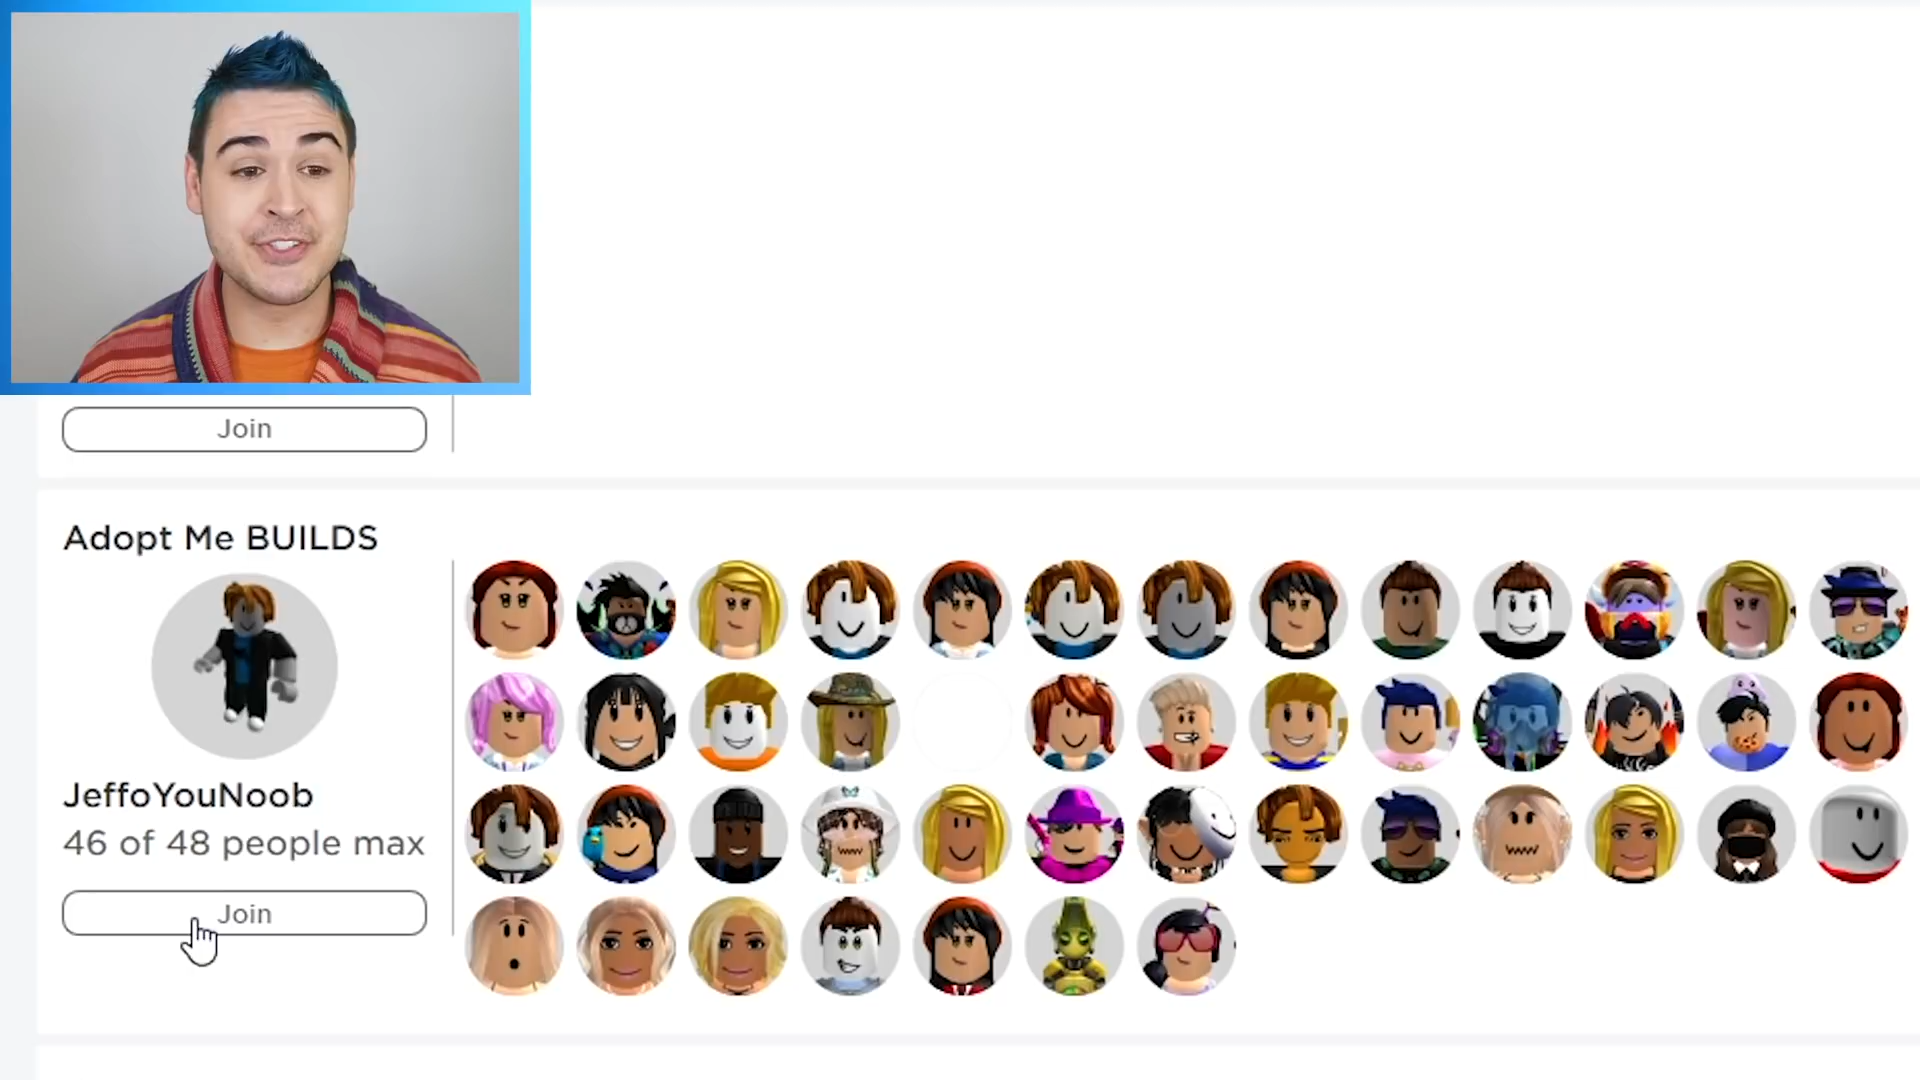 Join
Adopt Me BUILDS
JeffoYouNoob
46 of 48 people max
Join